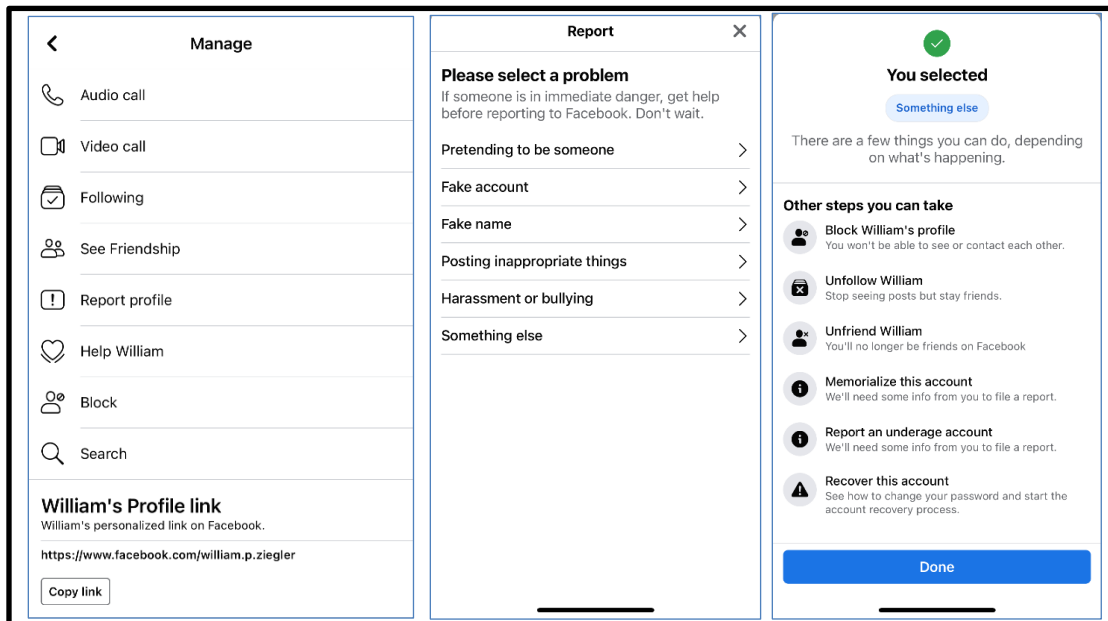 Manage
Audio call
Video call
Following
See Friendship
Report profile
Help William
Block
Search
William's Profile link
William's personalized link on Facebook.
https://www.facebook.com/william.p.ziegler
Copy link
Report
Please select a problem
If someone is in immediate danger, get help
before reporting to Facebook. Don't wait.
Pretending to be someone
Fake account
Fake name
Posting inappropriate things
Harassment or bullying
Something else
You selected
Something else
There are a few things you can do, depending
on what's happening.
Other steps you can take
Block William's profile
You won't be able to see or contact each other.
Unfollow William
Stop seeing posts but stay friends.
Unfriend William
You'll no longer be friends on Facebook
Memorialize this account
We'll need some info from you to file a report.
Report an underage account
We'll need some info from you to file a report.
Recover this account
See how to change your password and start the
account recovery process.
Done